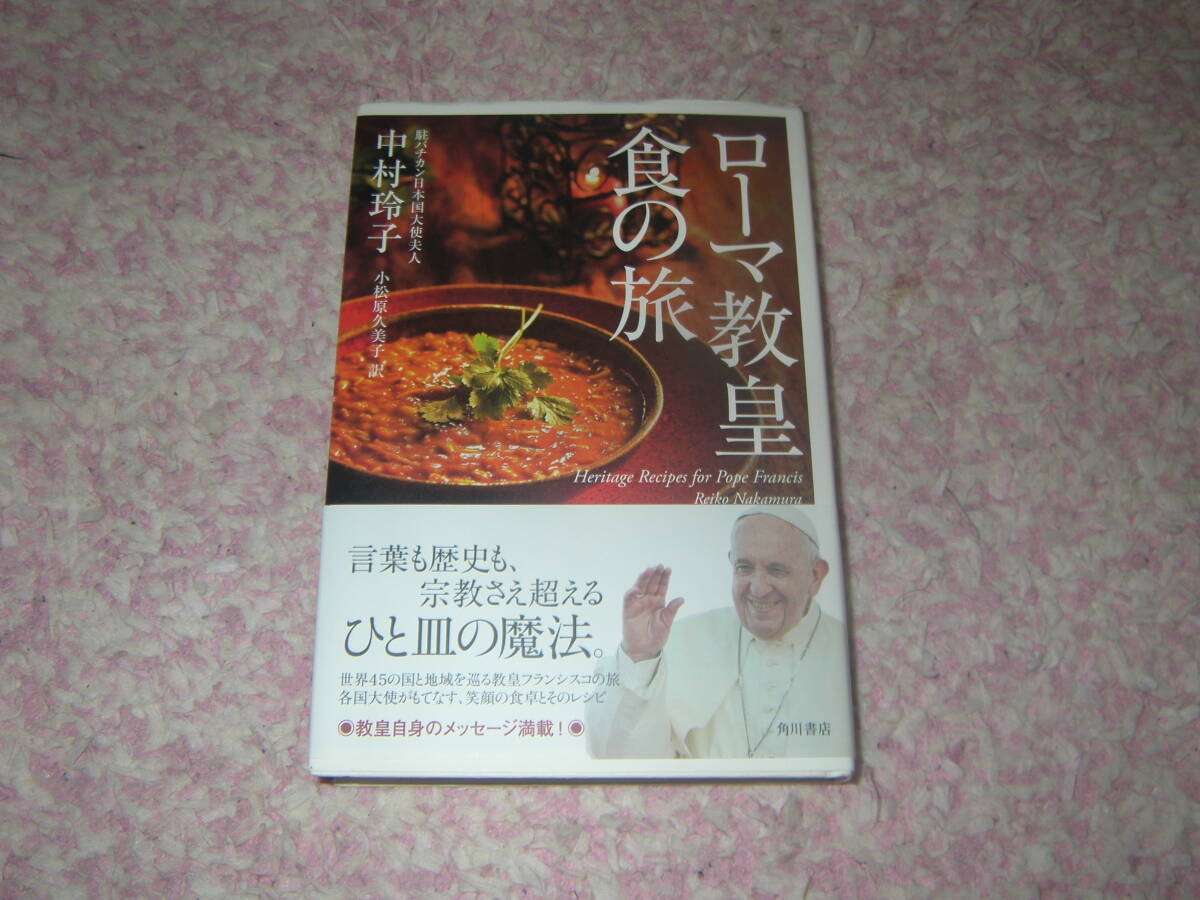 ローマ教皇
食の旅
駐バチカン日本国大使夫人
中村玲子
小松原久美子 訳
Heritage Recipes for Pope Francis
Reiko Nakamura
言葉も歴史も、
宗教さえ超える
ひと皿の魔法。
世界45の国と地域を巡る教皇フランシスコの旅
各国大使がもてなす、笑顔の食卓とそのレシピ
◉教皇自身のメッセージ満載!◉
角川書店